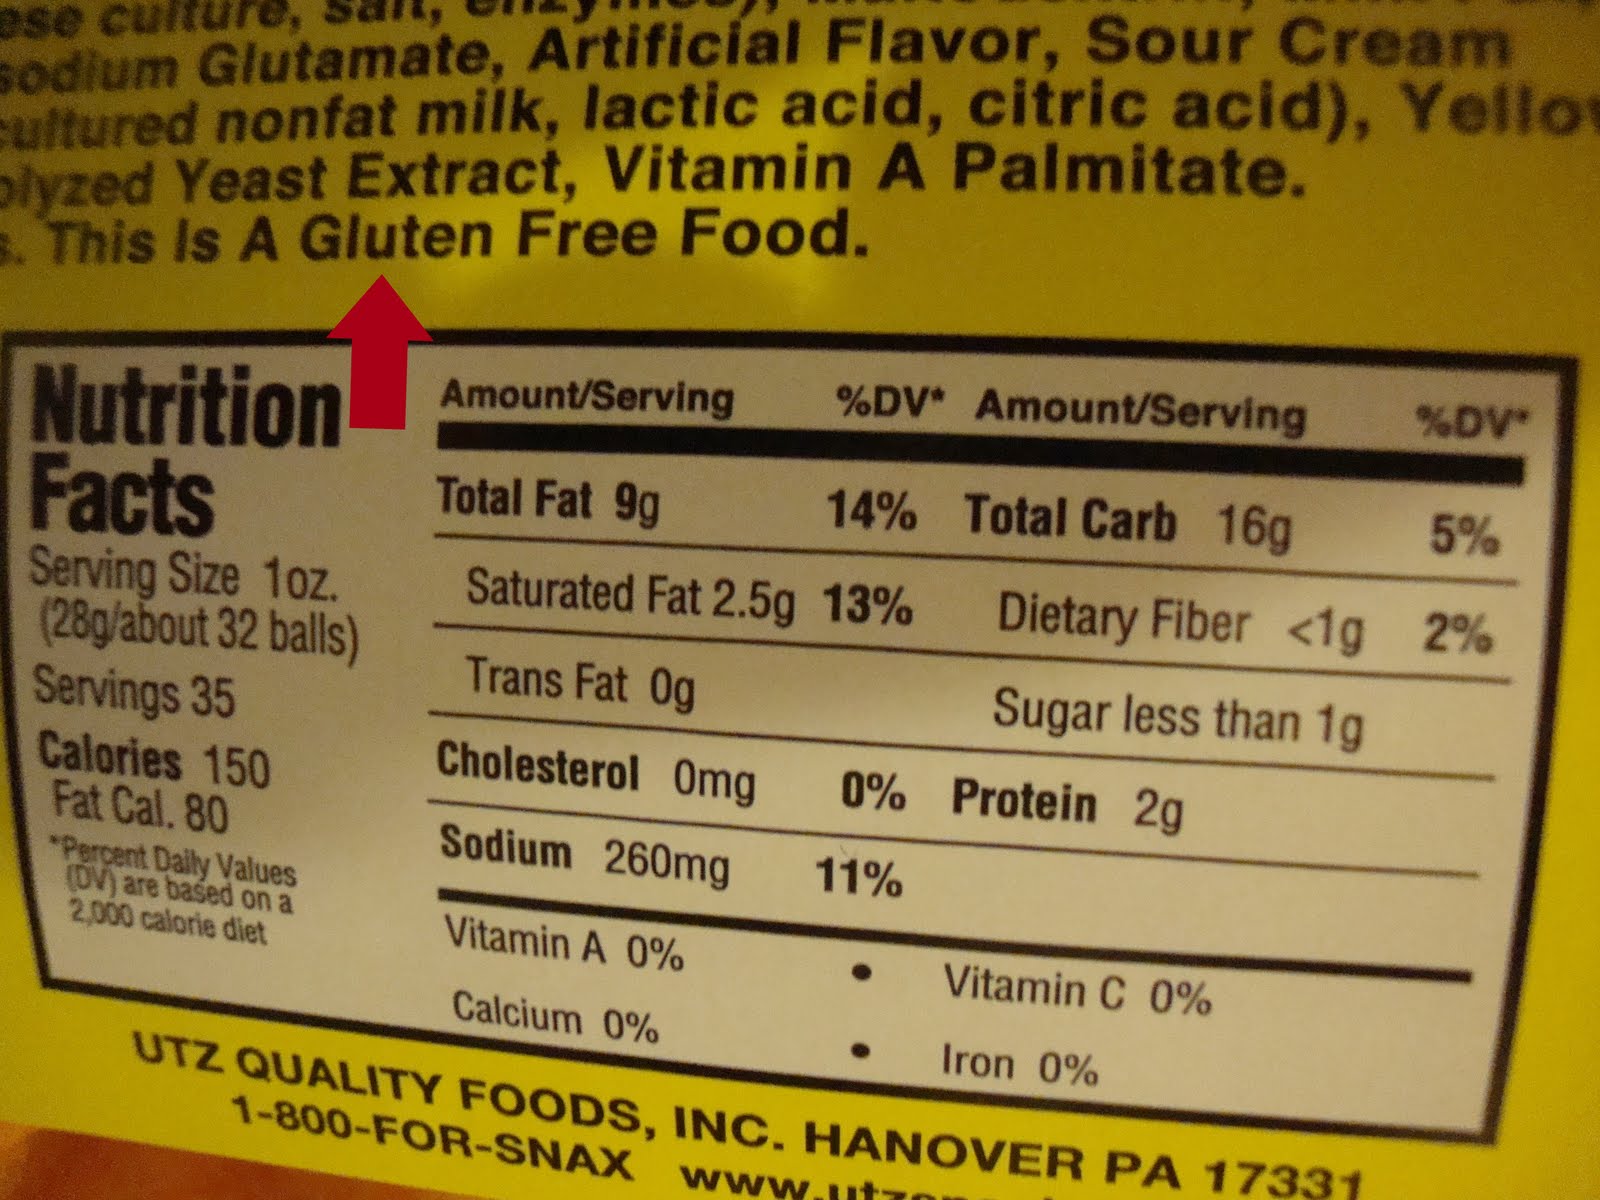 culture, salt, enzymes),
sodium Glutamate, Artificial Flavor, Sour Cream
cultured nonfat milk, lactic acid, citric acid), Yello
olyzed Yeast Extract, Vitamin A Palmitate.
s. This Is A Gluten Free Food.
Nutrition
Facts
Serving Size 1oz.
(28g/about 32 balls)
Servings 35
Calories 150
Fat Cal. 80
*Percent Daily Values
(DV) are based on a
2,000 calorie diet
Amount/Serving %DV* Amount/Serving %DV*
Total Fat 9g 14% Total Carb 16g 5%
Saturated Fat 2.5g 13% Dietary Fiber <1g 2%
Trans Fat 0g Sugar less than 1g
Cholesterol 0mg 0% Protein 2g
Sodium 260mg 11%
Vitamin A 0% • Vitamin C 0%
Calcium 0% • Iron 0%
UTZ QUALITY FOODS, INC. HANOVER PA 17331
1-800-FOR-SNAX